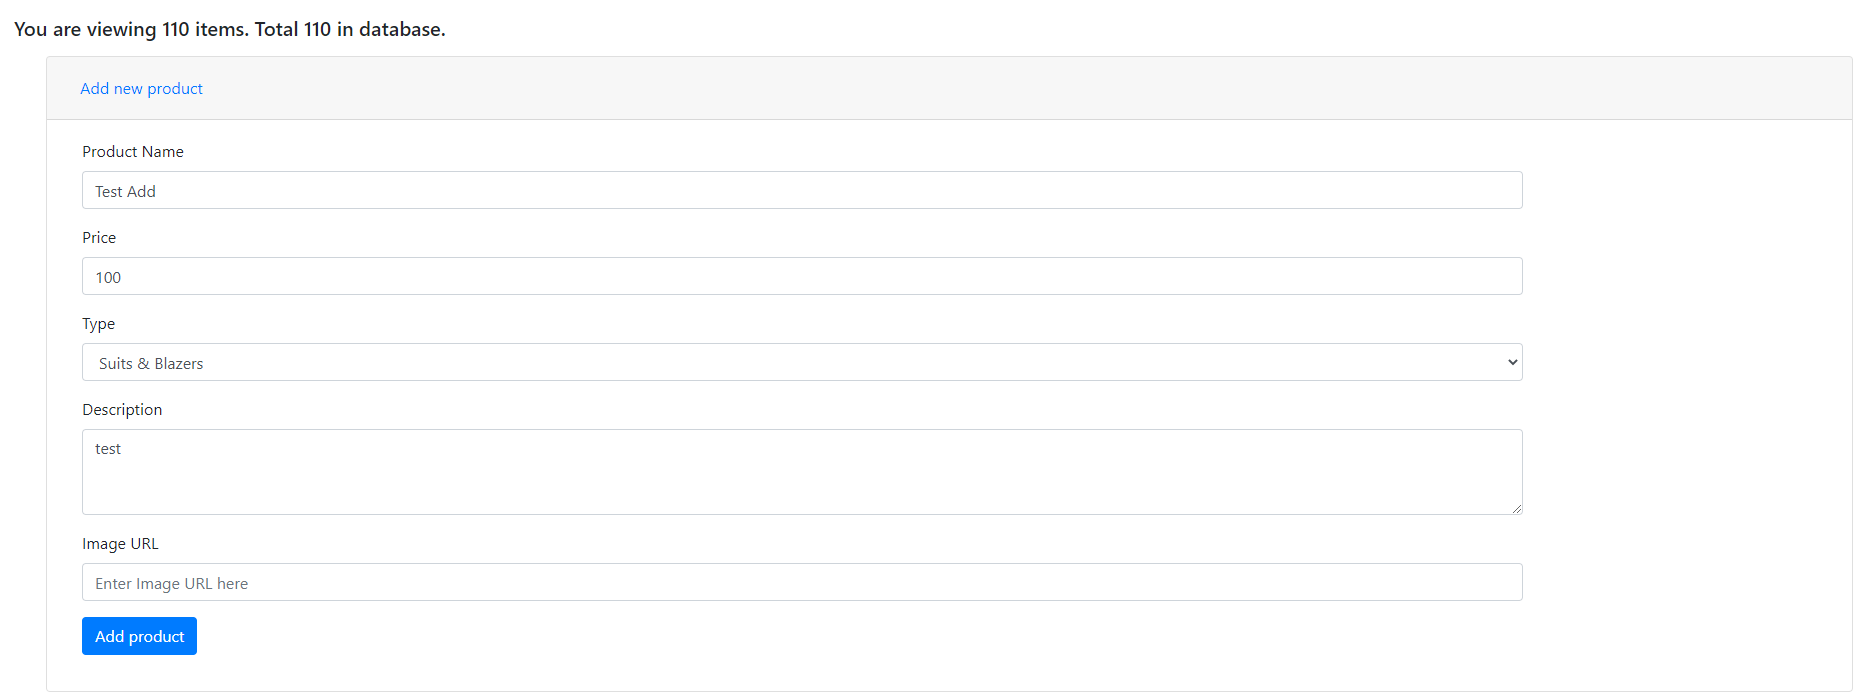 You are viewing 110 items. Total 110 in database.
Add new product
Product Name
Test Add
Price
100
Type
Suits & Blazers
Description
test
Image URL
Enter Image URL here
Add product